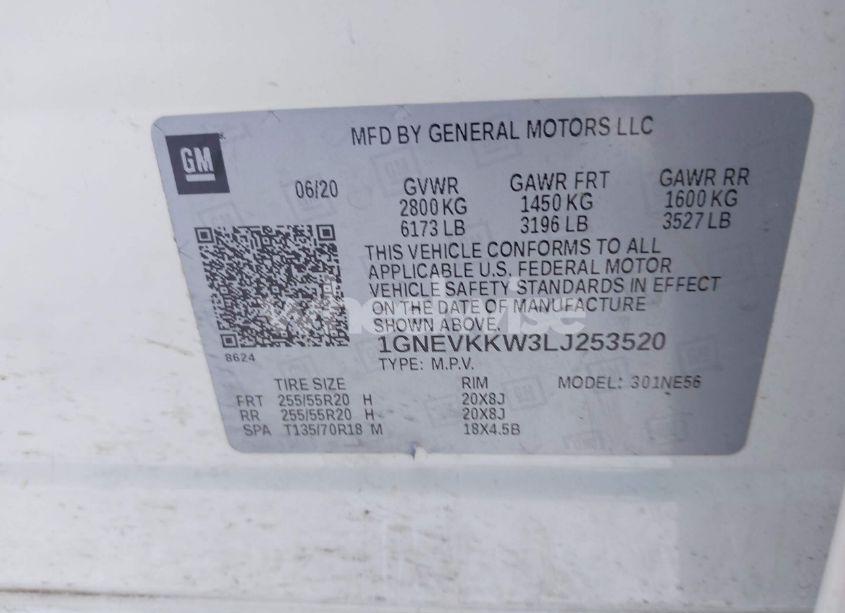 MFD BY GENERAL MOTORS LLC
GM
06/20 GVWR GAWR FRT GAWR RR
2800 KG 1450 KG 1600 KG
6173 LB 3196 LB 3527 LB
THIS VEHICLE CONFORMS TO ALL
APPLICABLE U.S. FEDERAL MOTOR
VEHICLE SAFETY STANDARDS IN EFFECT
ON THE DATE OF MANUFACTURE
SHOWN ABOVE.
8624
1GNEVKKW3LJ253520
TYPE: M.P.V.
TIRE SIZE RIM MODEL: 301NE56
FRT 255/55R20 H 20X8J
RR 255/55R20 H 20X8J
SPA T135/70R18 M 18X4.5B